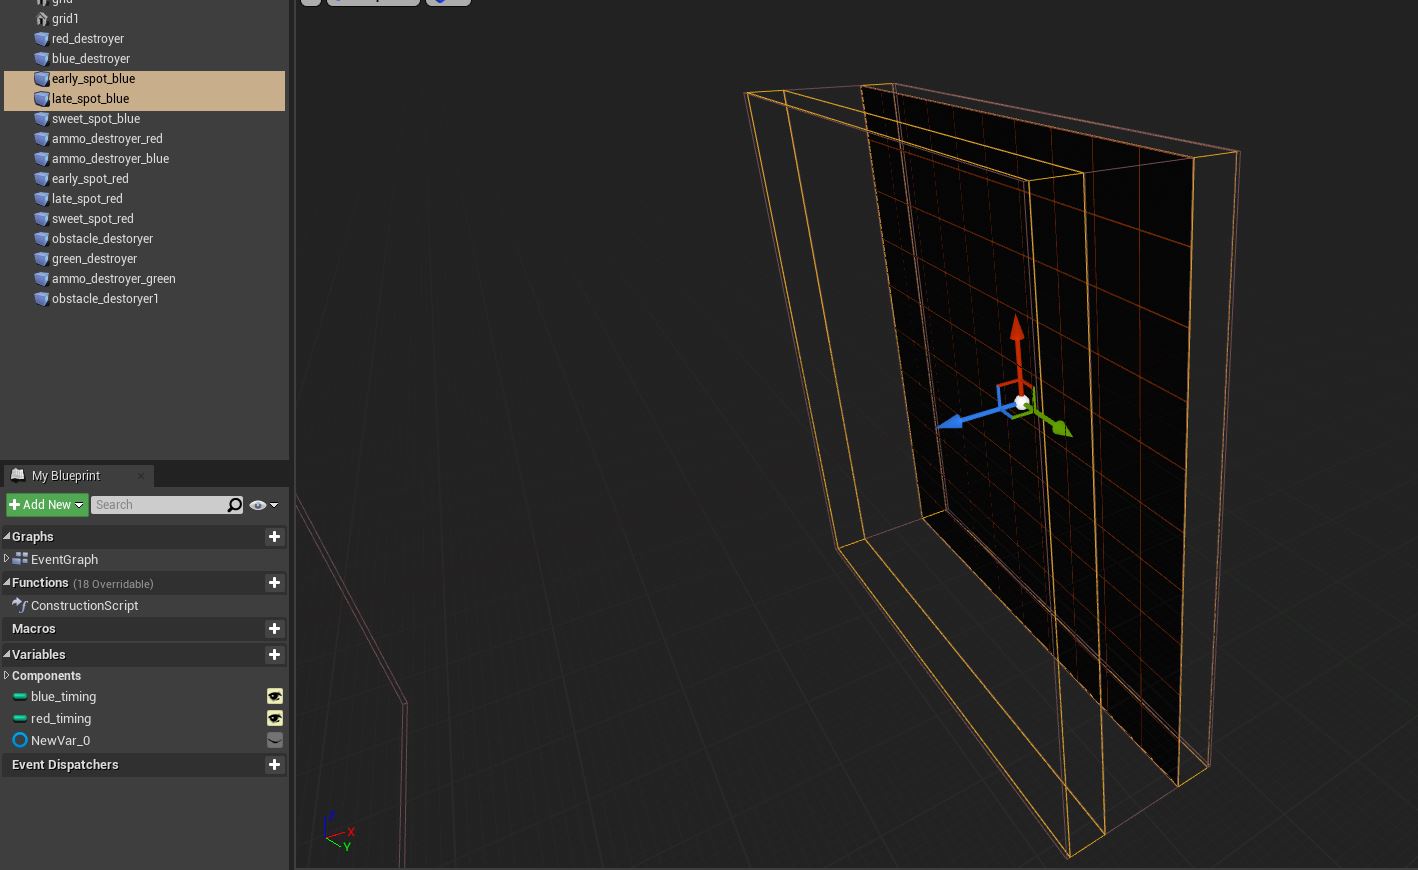 grid
grid1
red_destroyer
blue_destroyer
early_spot_blue
late_spot_blue
sweet_spot_blue
ammo_destroyer_red
ammo_destroyer_blue
early_spot_red
late_spot_red
sweet_spot_red
obstacle_destoryer
green_destroyer
ammo_destroyer_green
obstacle_destoryer1
My Blueprint
Add New
Search
Graphs
EventGraph
Functions (18 Overridable)
ConstructionScript
Macros
Variables
Components
blue_timing
red_timing
NewVar_0
Event Dispatchers
Z
X
Y